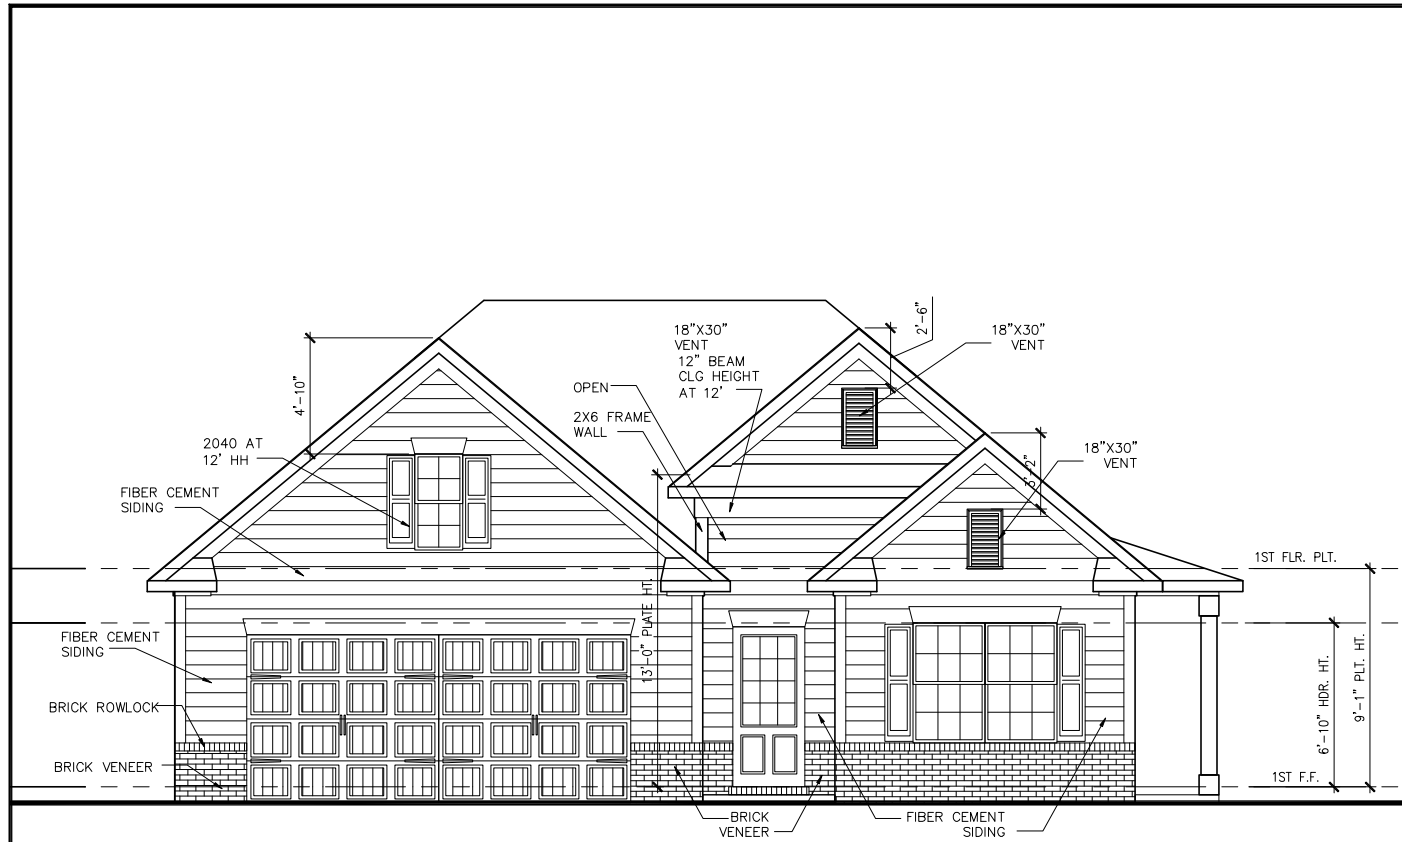 2'-6"
18"X30"
VENT
12" BEAM
CLG HEIGHT
AT 12'
18"X30"
VENT
4'-10"
OPEN
2X6 FRAME
WALL
2040 AT
12' HH
18"X30"
VENT
3'-2"
FIBER CEMENT
SIDING
1ST FLR. PLT.
13'-0" PLATE HT.
FIBER CEMENT
SIDING
6'-10" HDR. HT.
9'-1" PLT. HT.
BRICK ROWLOCK
BRICK VENEER
1ST F.F.
BRICK
VENEER
FIBER CEMENT
SIDING